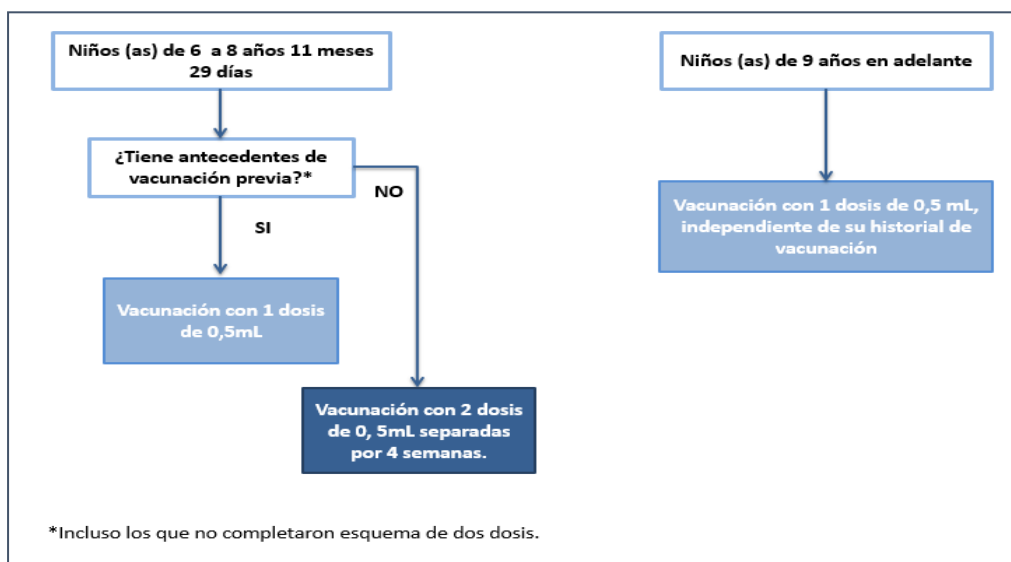 Niños (as) de 6  a 8 años 11 meses
29 días
¿Tiene antecedentes de
vacunación previa?*
NO
SI
Vacunación con 1 dosis
de 0,5mL
Vacunación con 2 dosis
de 0, 5mL separadas
por 4 semanas.
Niños (as) de 9 años en adelante
Vacunación con 1 dosis de 0,5 mL,
independiente de su historial de
vacunación
*Incluso los que no completaron esquema de dos dosis.